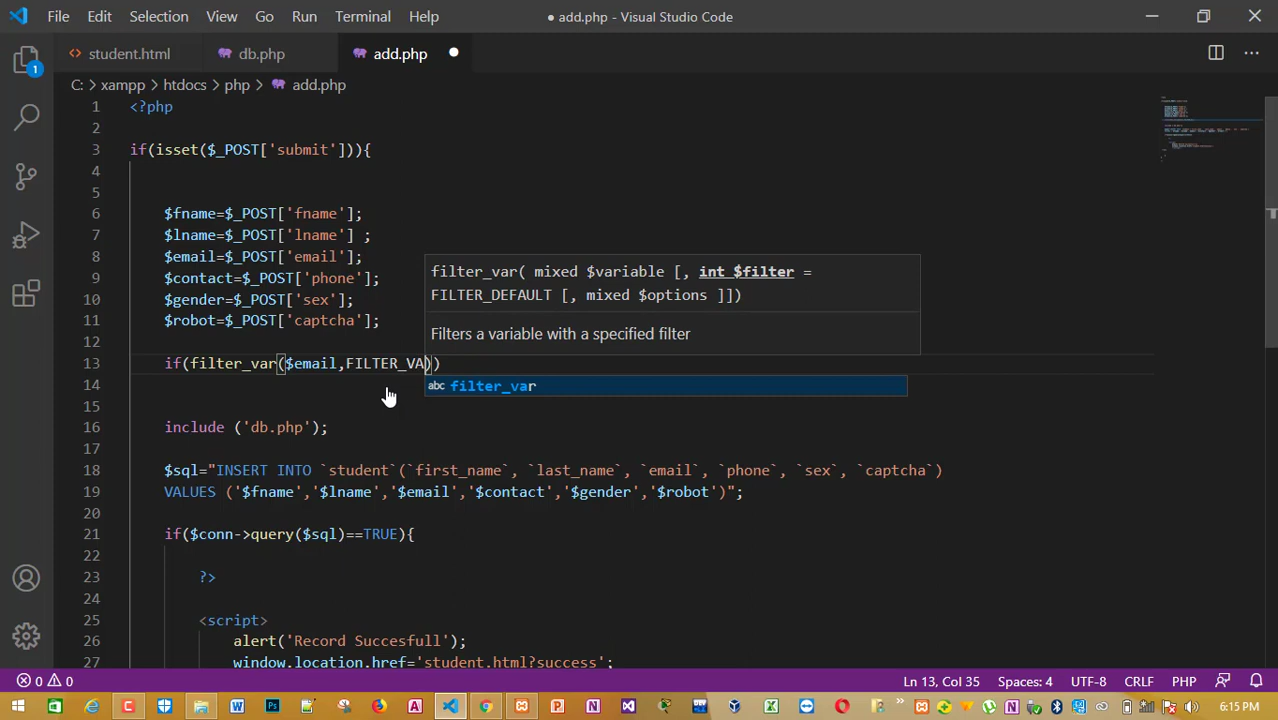 File Edit Selection View Go Run Terminal Help
● add.php - Visual Studio Code
student.html db.php add.php
C: > xampp > htdocs > php > add.php
1 <?php
2
3 if(isset($_POST['submit'])){
4
5
6 $fname=$_POST['fname'];
7 $lname=$_POST['lname'] ;
8 $email=$_POST['email'];
9 $contact=$_POST['phone'];
10 $gender=$_POST['sex'];
11 $robot=$_POST['captcha'];
12
filter_var( mixed $variable [, int $filter =
FILTER_DEFAULT [, mixed $options ]])
Filters a variable with a specified filter
13 if(filter_var($email,FILTER_VA))
14
abc filter_var
15
16 include ('db.php');
17
18 $sql="INSERT INTO `student`(`first_name`, `last_name`, `email`, `phone`, `sex`, `captcha`)
19 VALUES ('$fname','$lname','$email','$contact','$gender','$robot')";
20
21 if($conn->query($sql)==TRUE){
22
23 ?>
24
25 <script>
26 alert('Record Succesfull');
27 window.location.href='student.html?success';
0 0 Ln 13, Col 35 Spaces: 4 UTF-8 CRLF PHP
6:15 PM